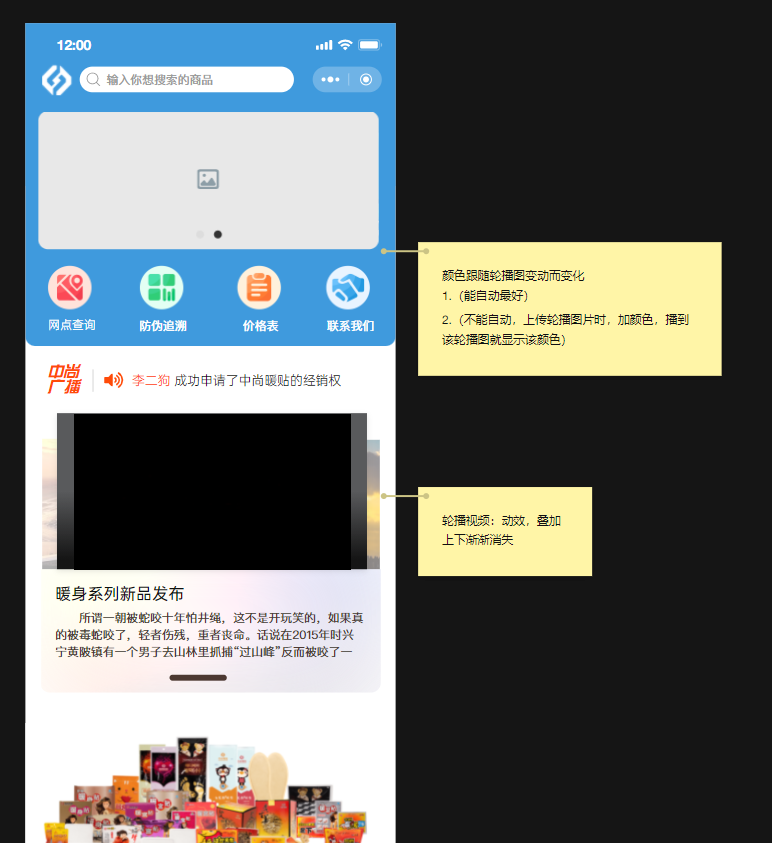 12:00
输入你想搜索的商品
网点查询
防伪追溯
价格表
联系我们
颜色跟随轮播图变动而变化
1.（能自动最好）
2.（不能自动，上传轮播图片时，加颜色，播到
该轮播图就显示该颜色）
中尚
广播
李二狗 成功申请了中尚暖贴的经销权
轮播视频：动效，叠加
上下渐渐消失
暖身系列新品发布
所谓一朝被蛇咬十年怕井绳，这不是开玩笑的，如果真
的被毒蛇咬了，轻者伤残，重者丧命。话说在2015年时兴
宁黄陂镇有一个男子去山林里抓捕“过山峰”反而被咬了一